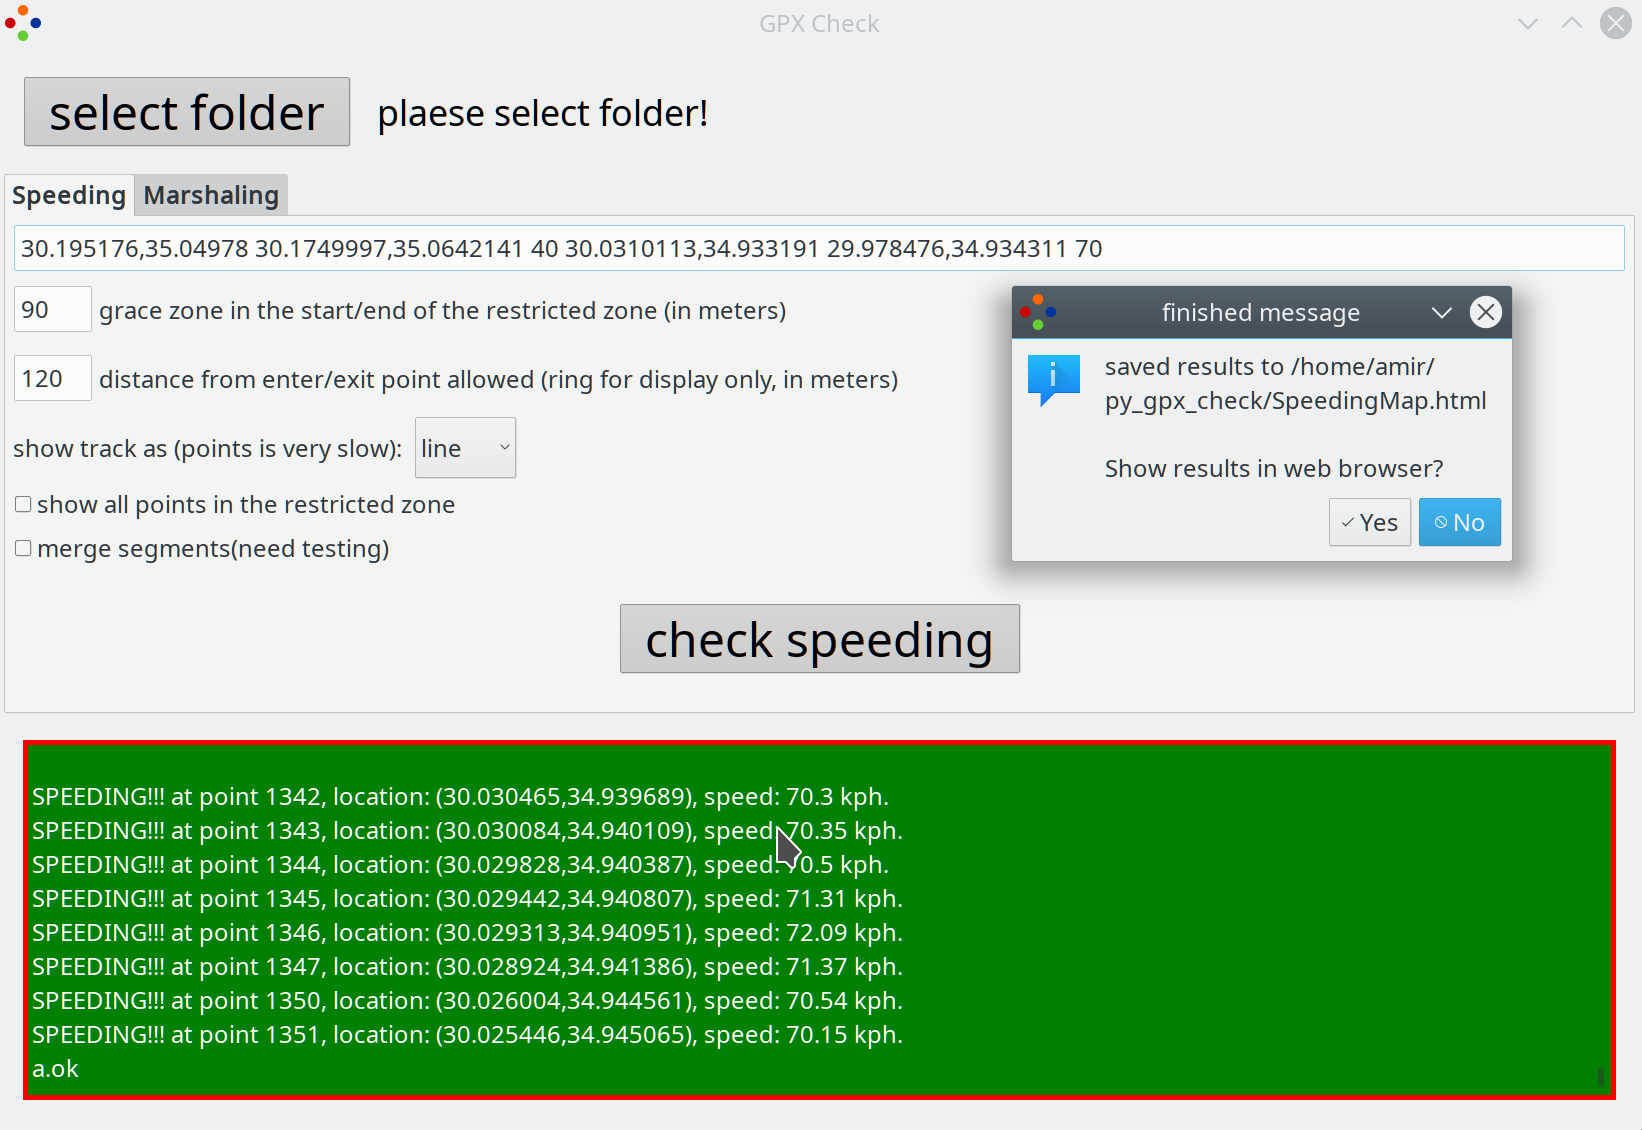 GPX Check
select folder
plaese select folder!
Speeding
Marshaling
30.195176,35.04978 30.1749997,35.0642141 40 30.0310113,34.933191 29.978476,34.934311 70
90
grace zone in the start/end of the restricted zone (in meters)
120
distance from enter/exit point allowed (ring for display only, in meters)
show track as (points is very slow):
line
show all points in the restricted zone
merge segments(need testing)
finished message
saved results to /home/amir/
py_gpx_check/SpeedingMap.html
Show results in web browser?
Yes
No
check speeding
SPEEDING!!! at point 1342, location: (30.030465,34.939689), speed: 70.3 kph.
SPEEDING!!! at point 1343, location: (30.030084,34.940109), speed: 70.35 kph.
SPEEDING!!! at point 1344, location: (30.029828,34.940387), speed: 70.5 kph.
SPEEDING!!! at point 1345, location: (30.029442,34.940807), speed: 71.31 kph.
SPEEDING!!! at point 1346, location: (30.029313,34.940951), speed: 72.09 kph.
SPEEDING!!! at point 1347, location: (30.028924,34.941386), speed: 71.37 kph.
SPEEDING!!! at point 1350, location: (30.026004,34.944561), speed: 70.54 kph.
SPEEDING!!! at point 1351, location: (30.025446,34.945065), speed: 70.15 kph.
a.ok